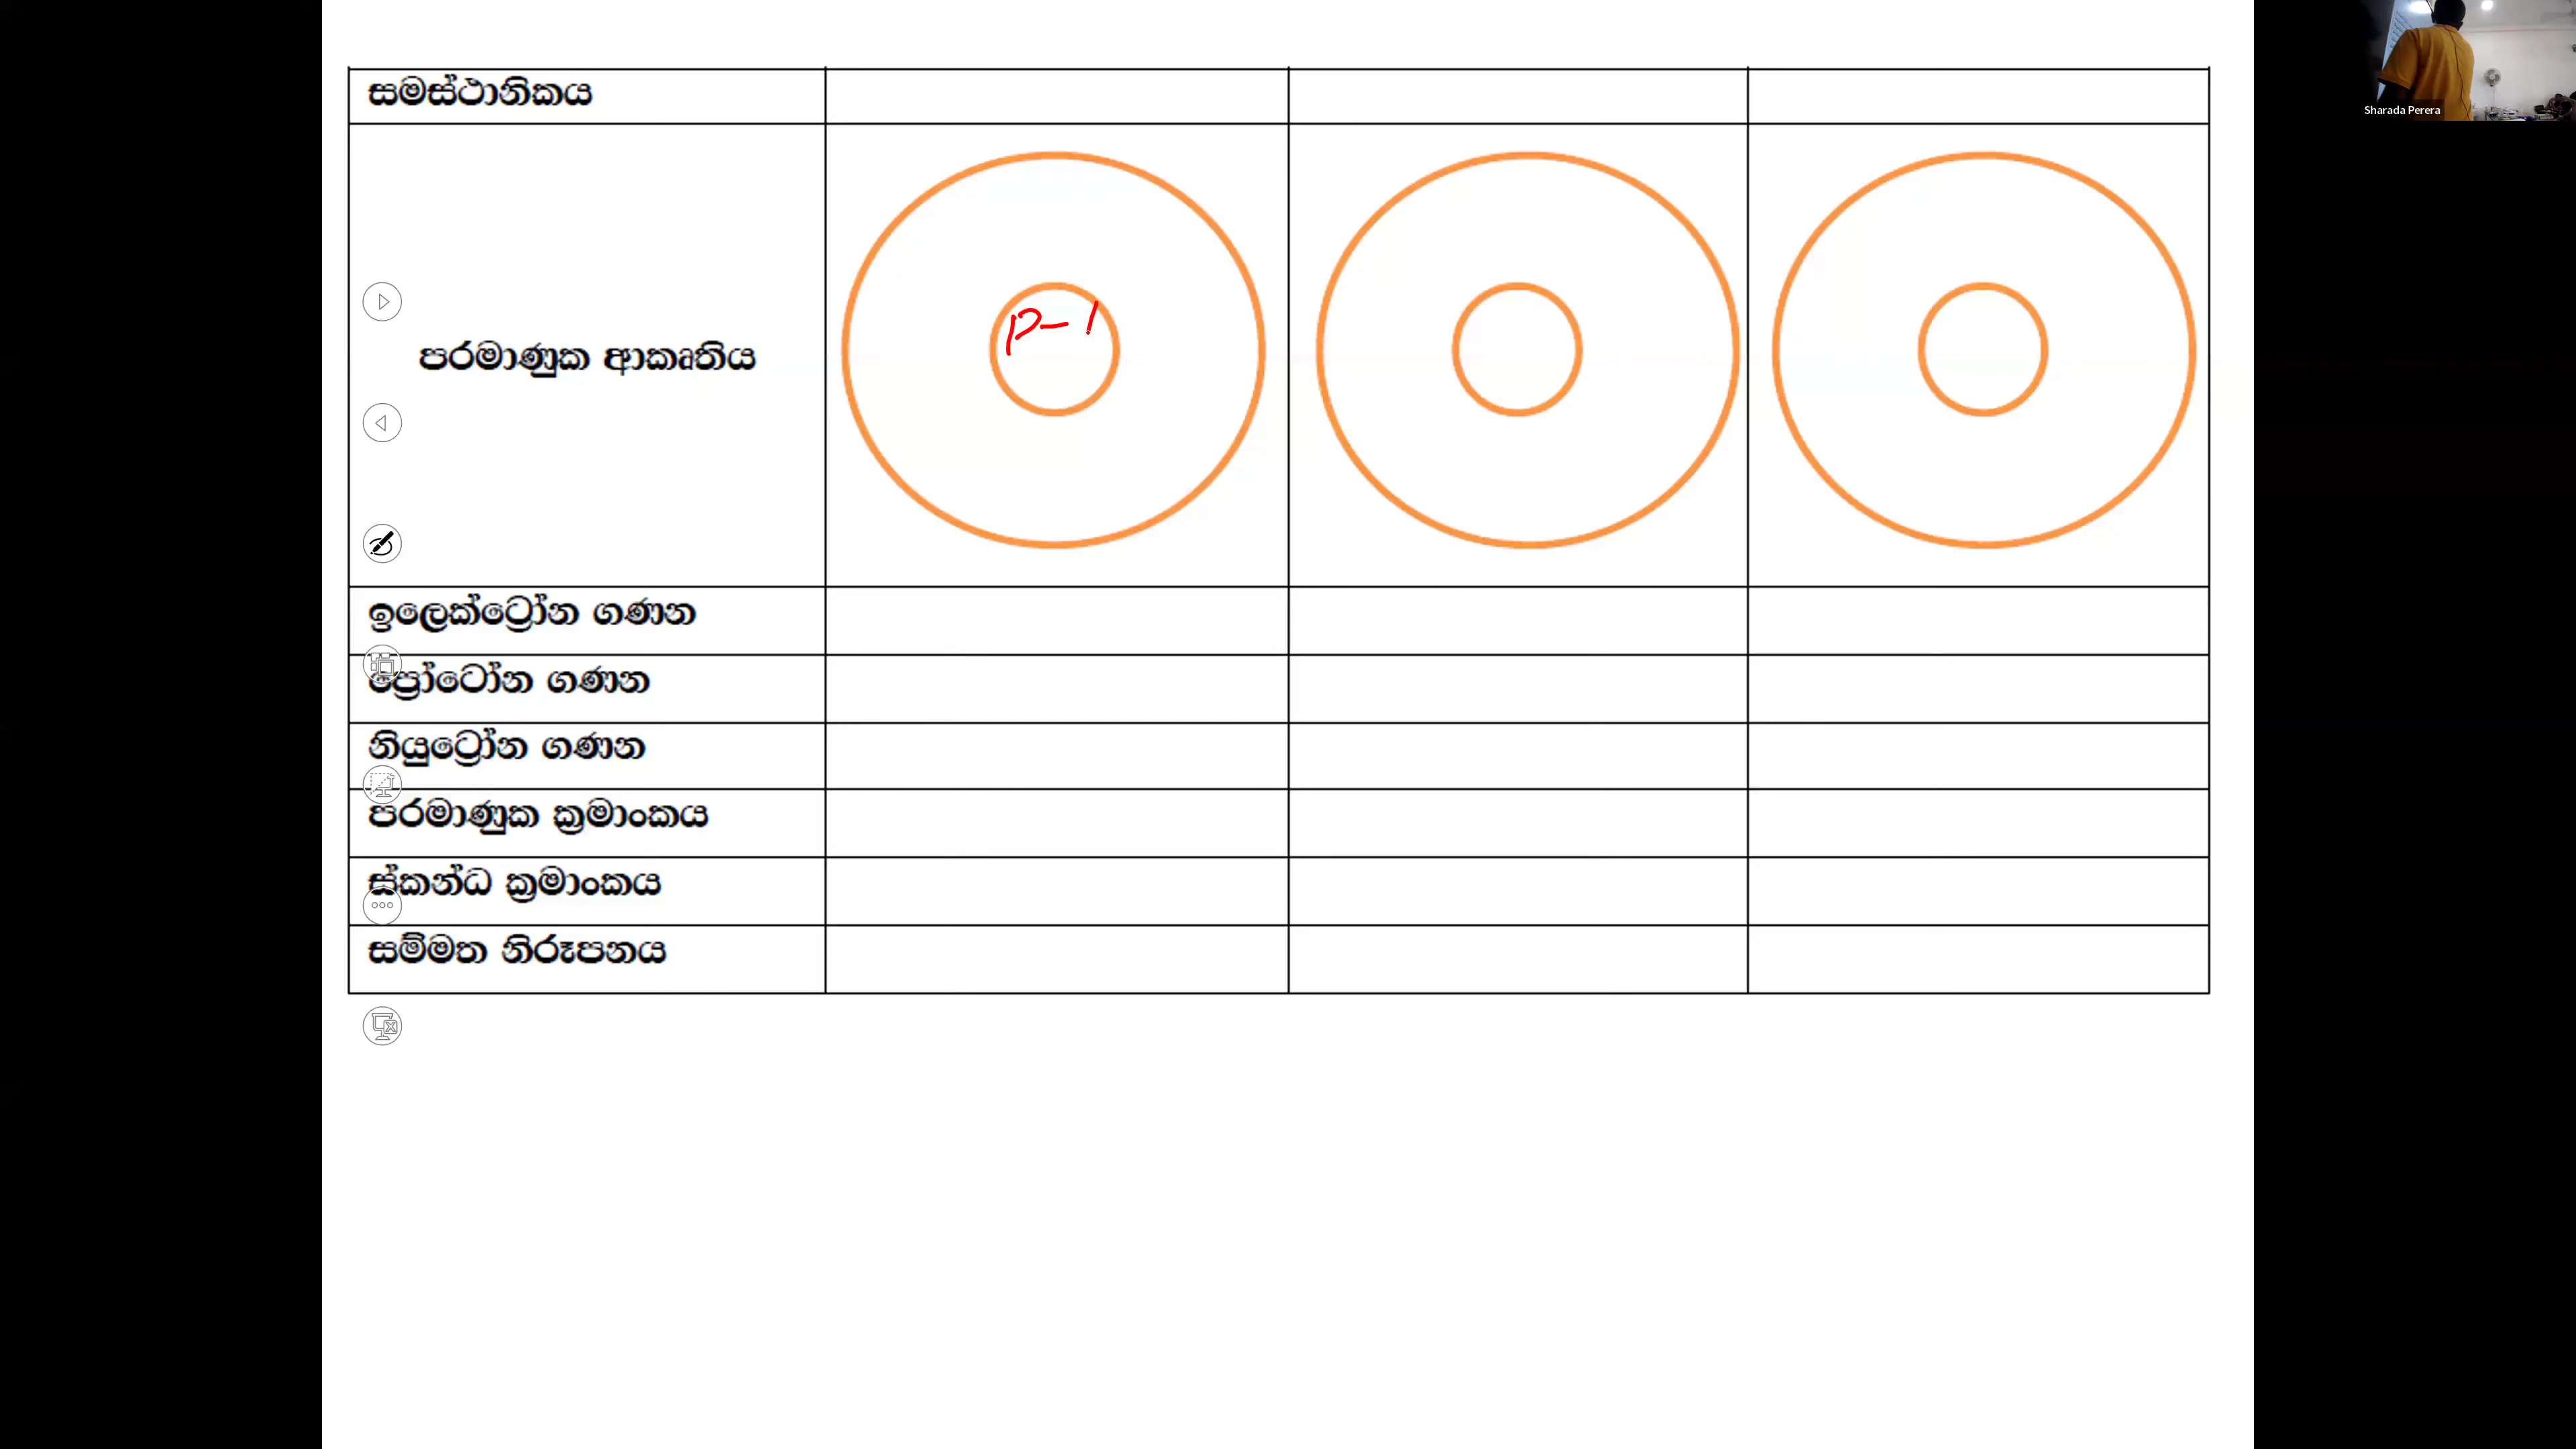 Sharada Perera
සමස්ථානිකය
P-1
පරමාණුක ආකෘතිය
ඉලෙක්ට්‍රෝන ගණන
ප්‍රෝටෝන ගණන
නියුට්‍රෝන ගණන
පරමාණුක ක්‍රමාංකය
ස්කන්ධ ක්‍රමාංකය
සම්මත නිරූපනය